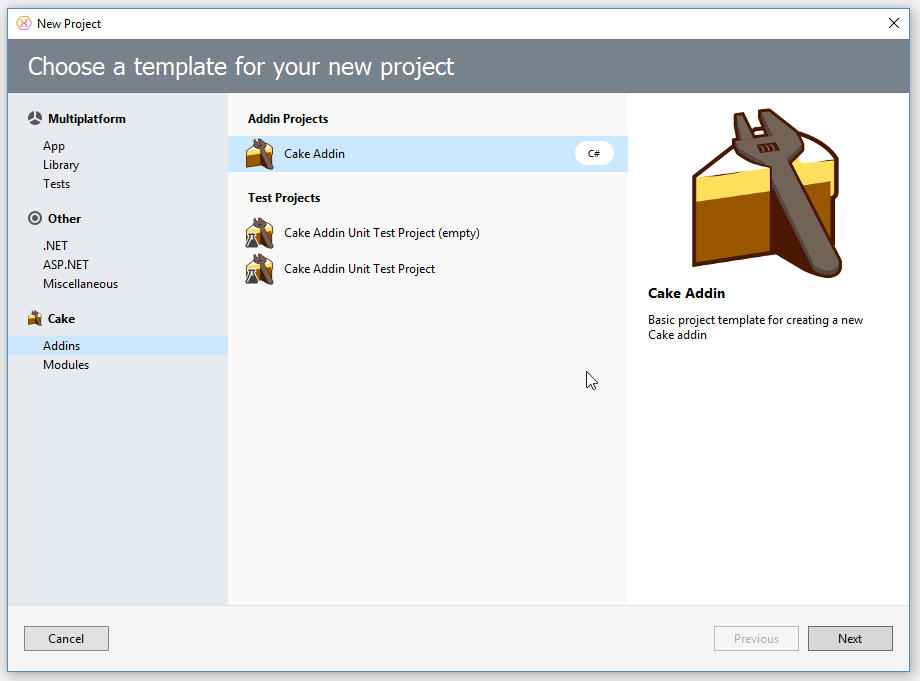 New Project
Choose a template for your new project
Multiplatform
App
Library
Tests
Other
.NET
ASP.NET
Miscellaneous
Cake
Addins
Modules
Addin Projects
Cake Addin
C#
Test Projects
Cake Addin Unit Test Project (empty)
Cake Addin Unit Test Project
Cake Addin
Basic project template for creating a new
Cake addin
Cancel
Previous
Next